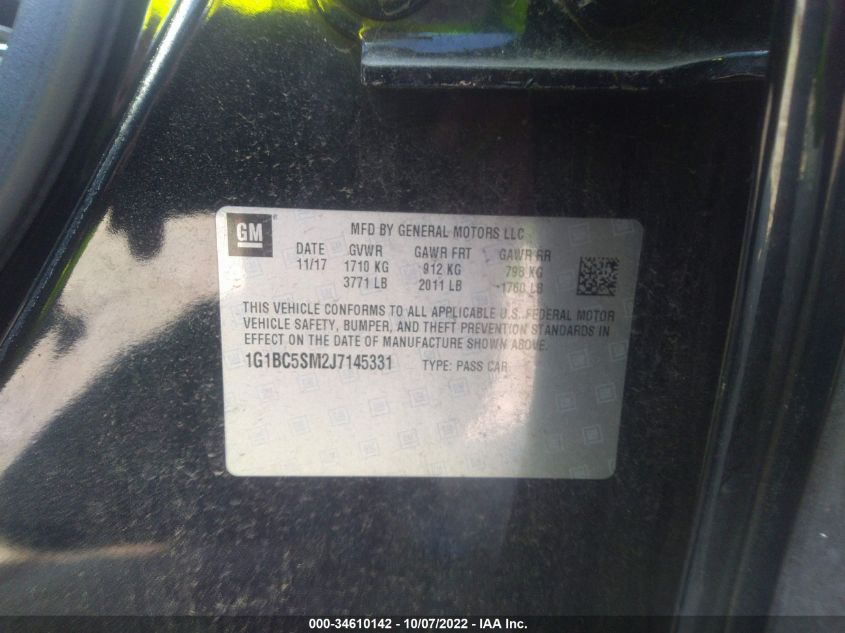 GM ® MFD BY GENERAL MOTORS LLC
DATE GVWR GAWR FRT GAWR RR
11/17 1710 KG 912 KG 798 KG
3771 LB 2011 LB 1760 LB
THIS VEHICLE CONFORMS TO ALL APPLICABLE U.S. FEDERAL MOTOR
VEHICLE SAFETY, BUMPER, AND THEFT PREVENTION STANDARDS IN
EFFECT ON THE DATE OF MANUFACTURE SHOWN ABOVE.
1G1BC5SM2J7145331 TYPE: PASS CAR
000-34610142 - 10/07/2022 - IAA Inc.